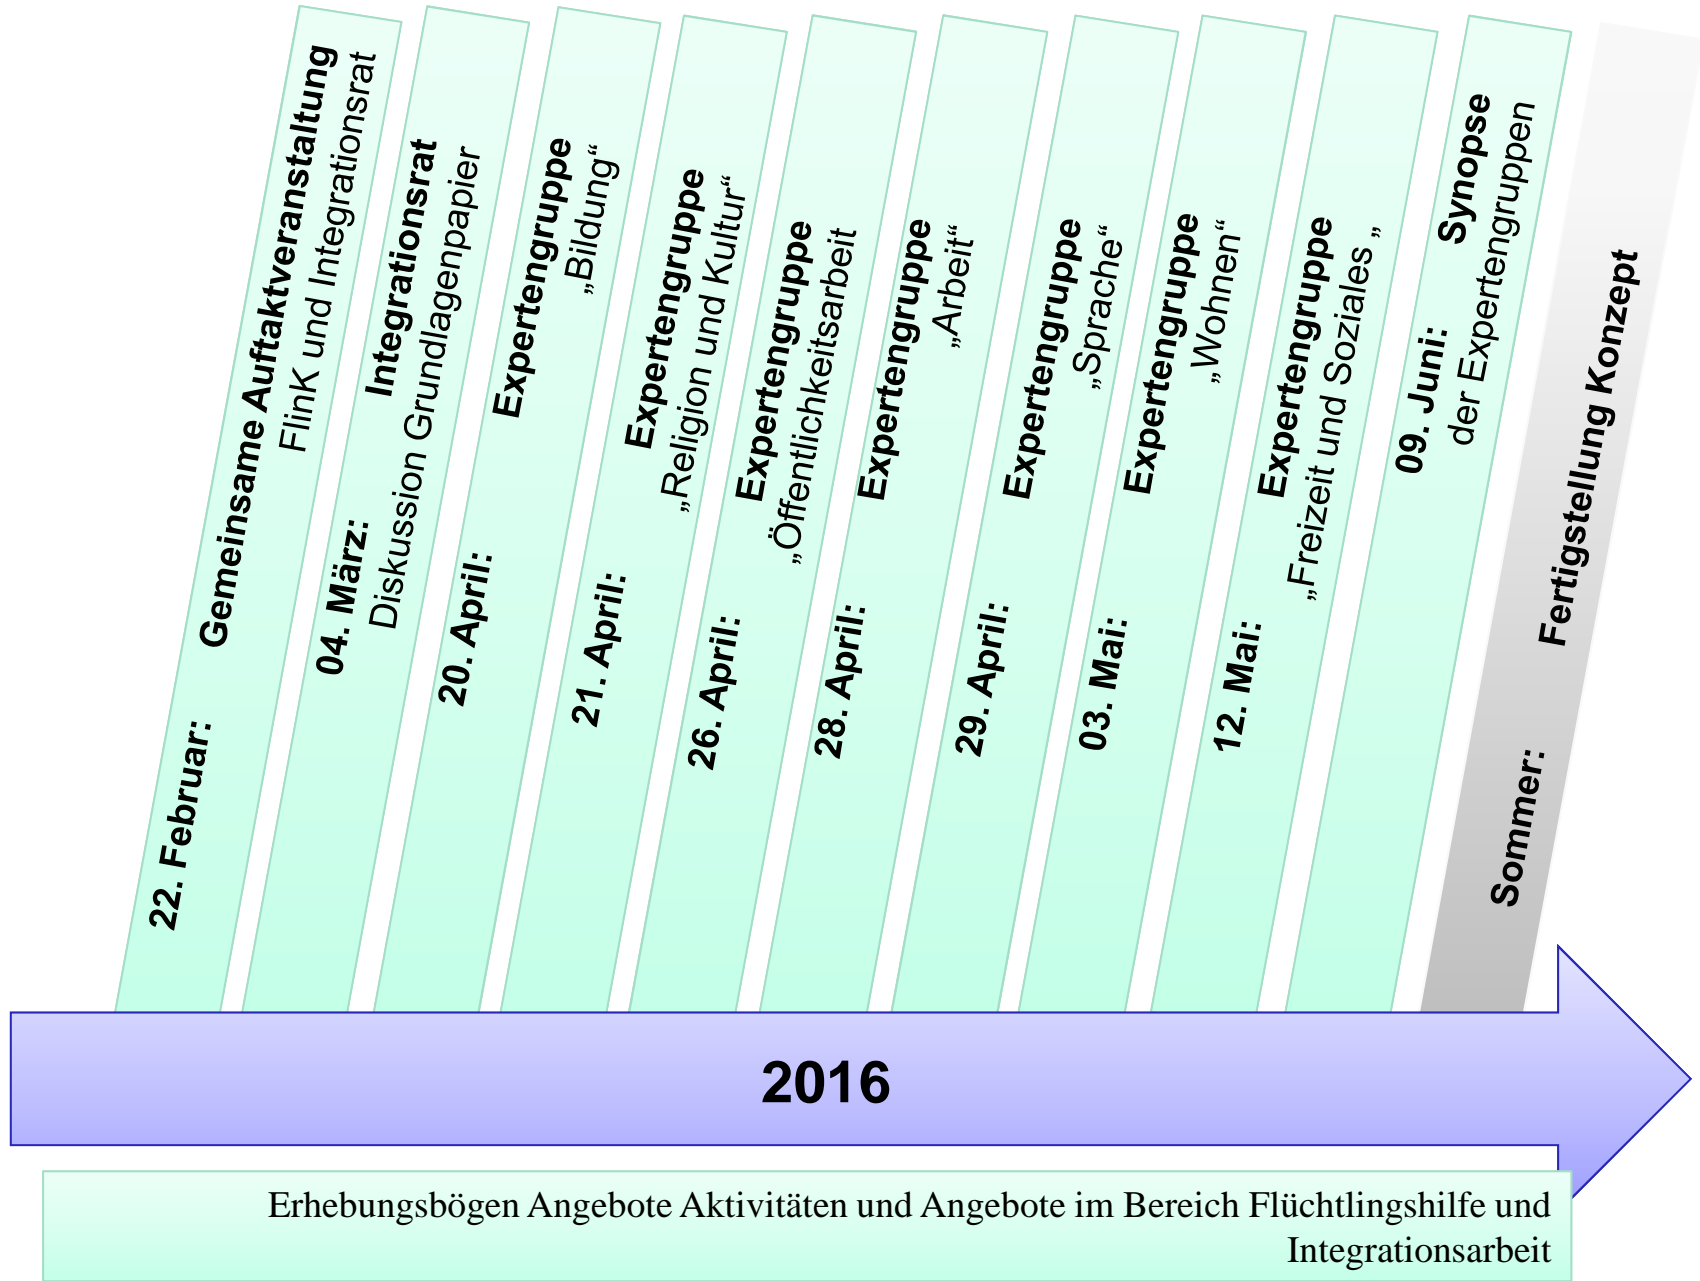 22. Februar: Gemeinsame Auftaktveranstaltung
FlinK und Integrationsrat
04. März: Integrationsrat
Diskussion Grundlagenpapier
20. April: Expertengruppe
„Bildung“
21. April: Expertengruppe
„Religion und Kultur“
26. April: Expertengruppe
„Öffentlichkeitsarbeit
28. April: Expertengruppe
„Arbeit“
29. April: Expertengruppe
„Sprache“
03. Mai: Expertengruppe
„Wohnen“
12. Mai: Expertengruppe
„Freizeit und Soziales „
09. Juni: Synopse
der Expertengruppen
Sommer: Fertigstellung Konzept
2016
Erhebungsbögen Angebote Aktivitäten und Angebote im Bereich Flüchtlingshilfe und
Integrationsarbeit